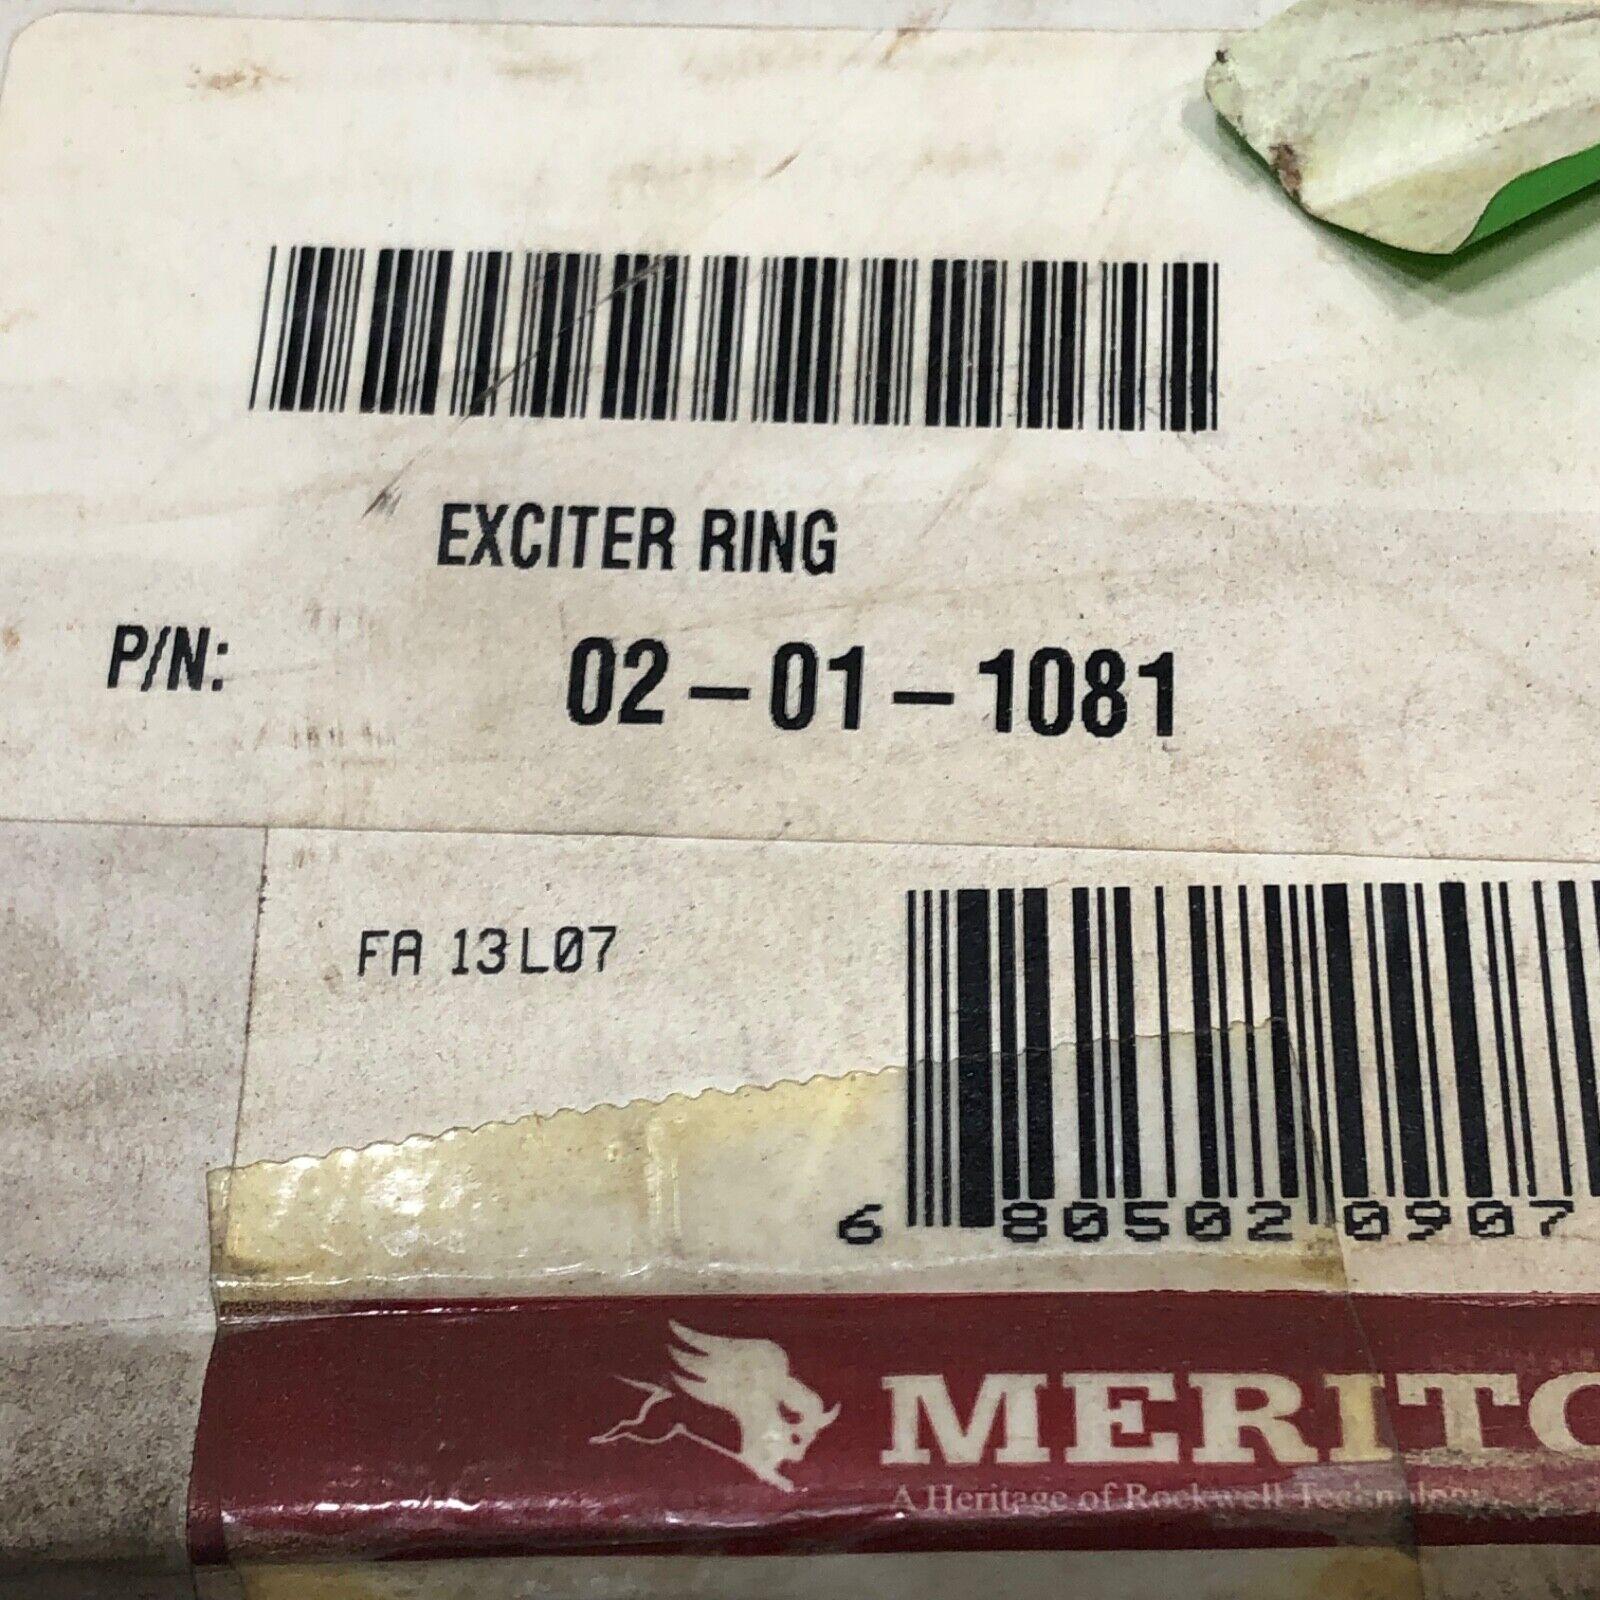 EXCITER RING
P/N: 02-01-1081
FA 13L07
6 80502 0907
MERITO
A Heritage of Rockwell Technology